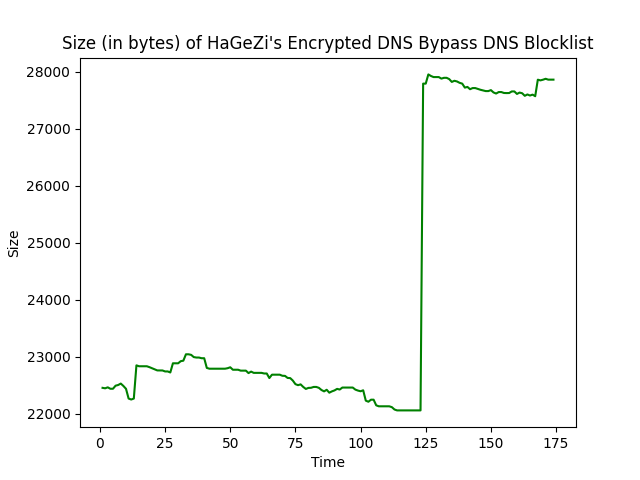 Size (in bytes) of HaGeZi's Encrypted DNS Bypass DNS Blocklist
28000
27000
26000
25000
24000
23000
22000
Size
0 25 50 75 100 125 150 175
Time